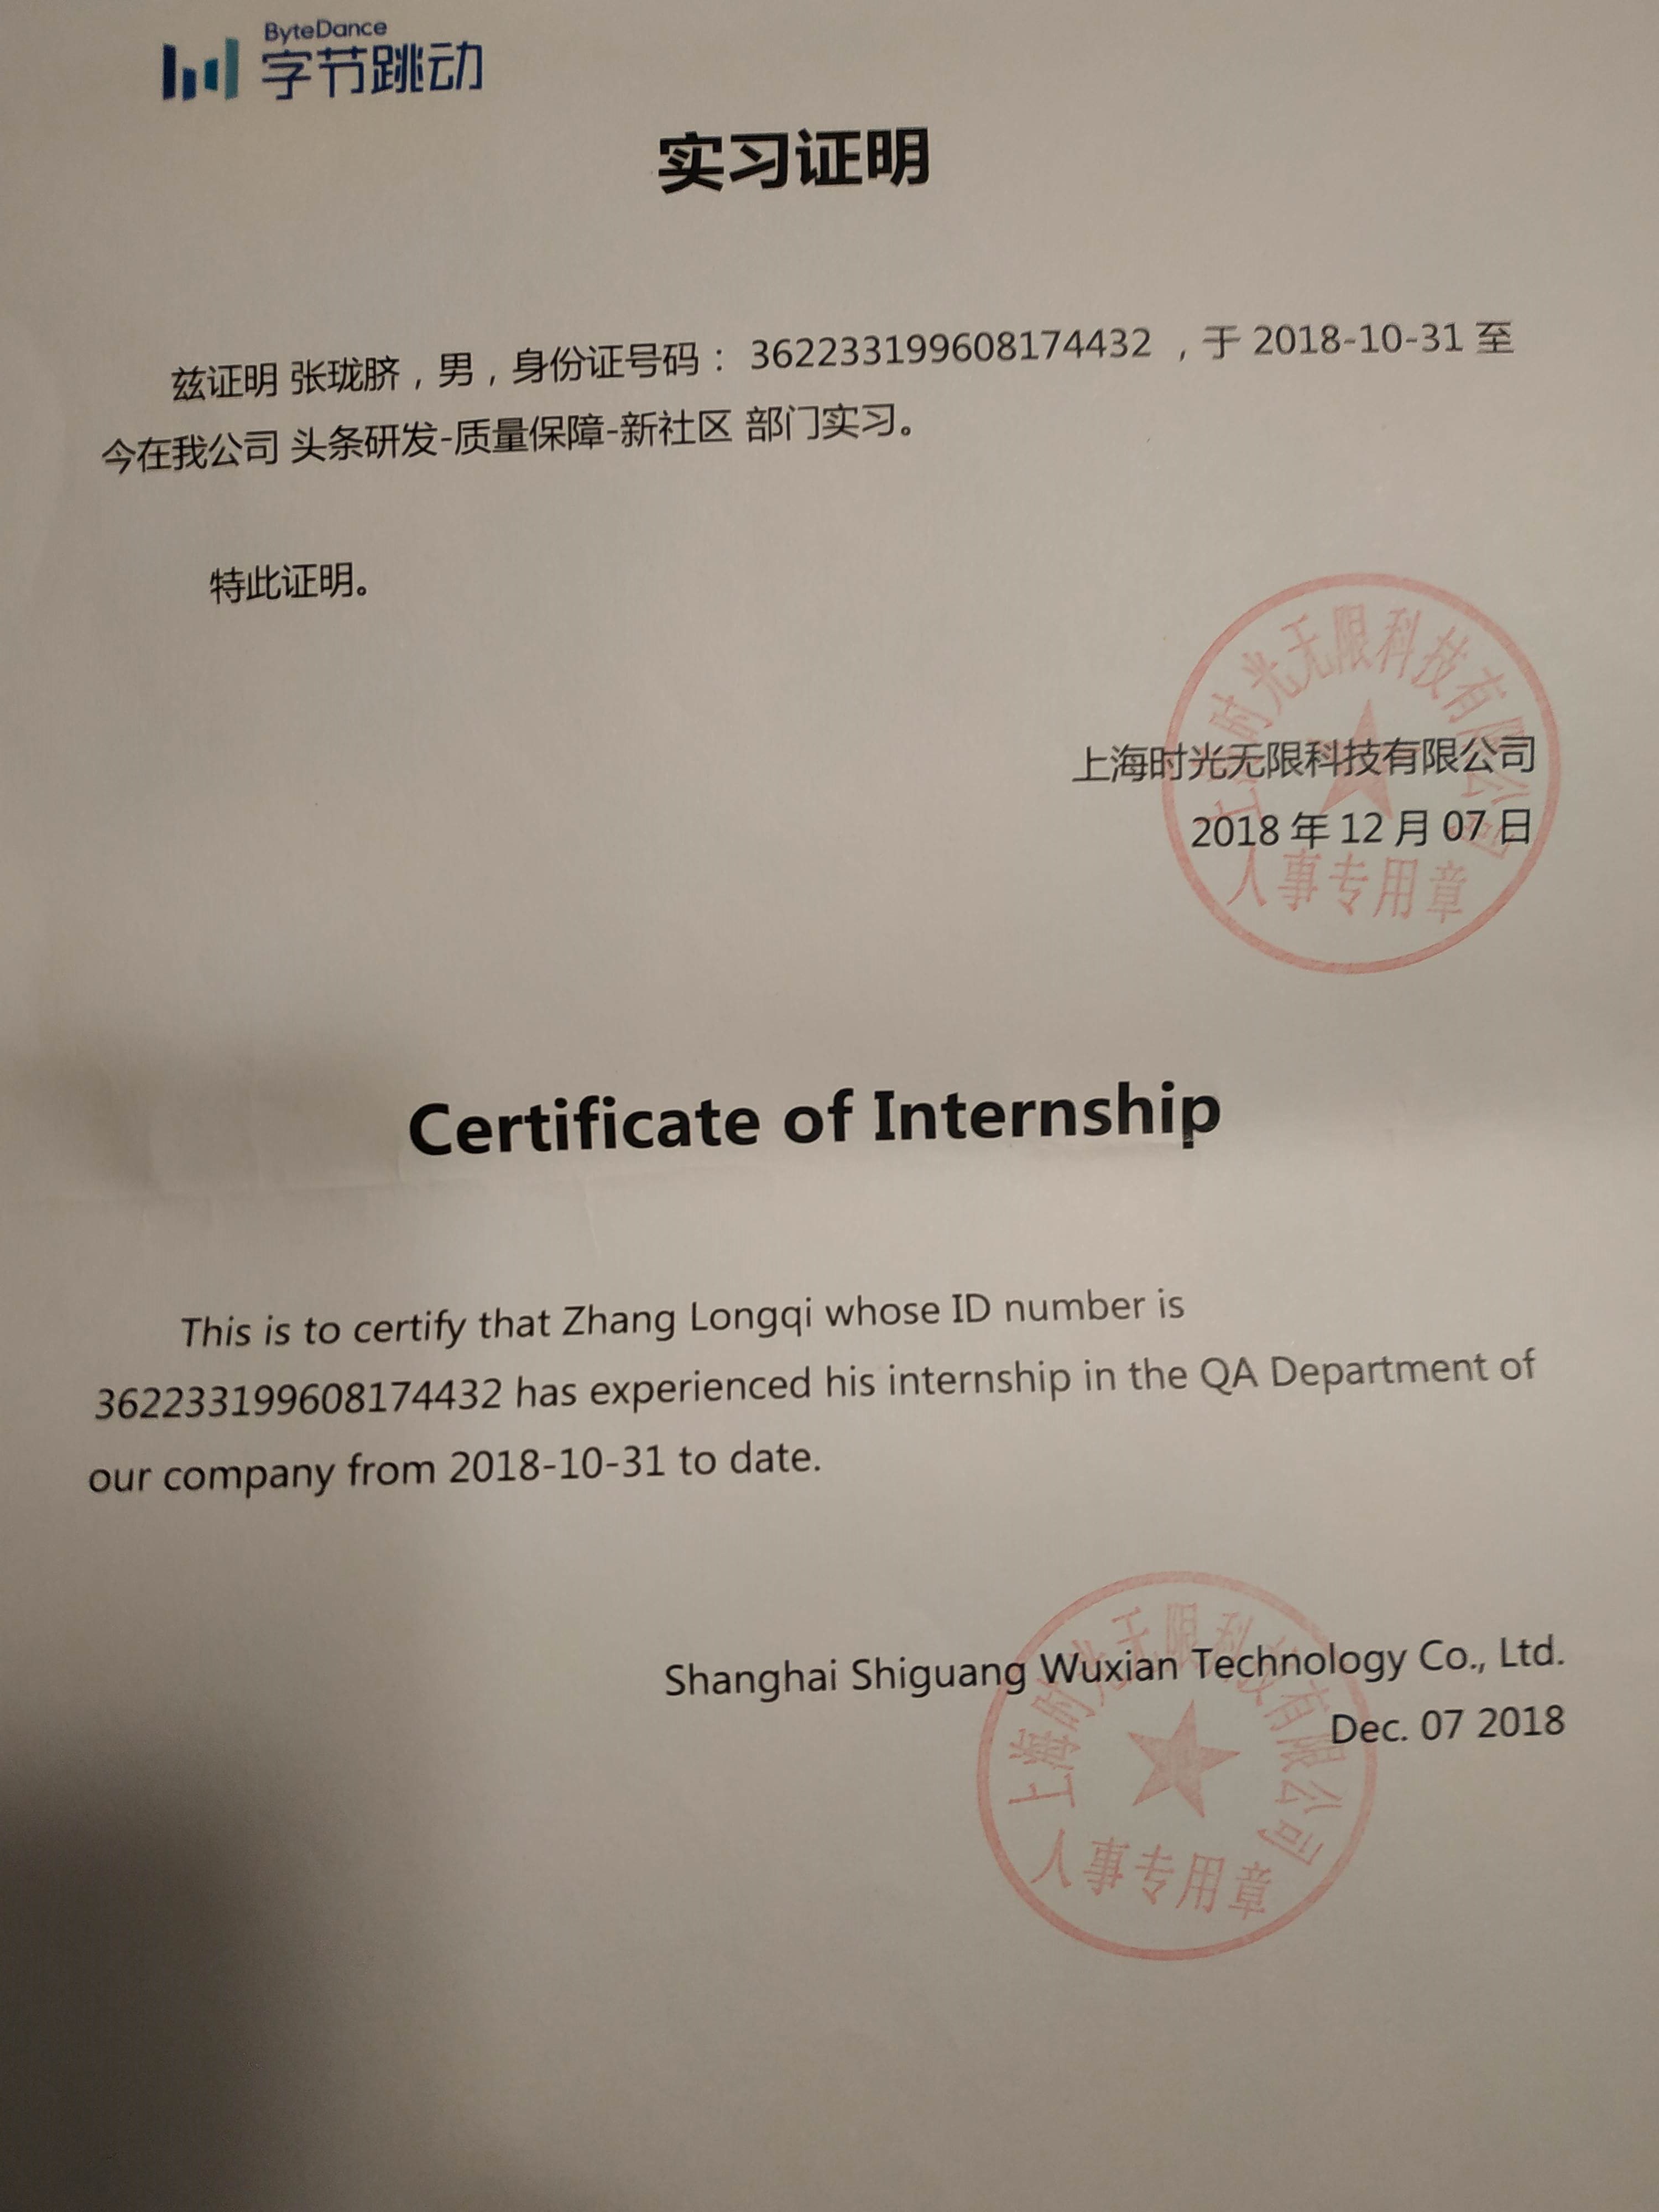 ByteDance
字节跳动
实习证明
兹证明 张珑脐，男，身份证号码： 362233199608174432 ，于 2018-10-31 至
今在我公司 头条研发-质量保障-新社区 部门实习。
特此证明。
上海时光无限科技有限公司
2018 年 12 月 07 日
上海时光无限科技有限公司
人事专用章
Certificate of Internship
This is to certify that Zhang Longqi whose ID number is
362233199608174432 has experienced his internship in the QA Department of
our company from 2018-10-31 to date.
Shanghai Shiguang Wuxian Technology Co., Ltd.
Dec. 07 2018
上海时光无限科技有限公司
人事专用章